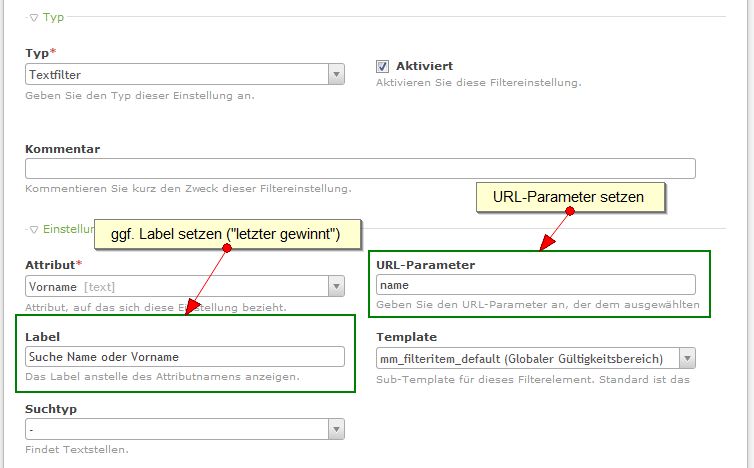 Typ
Typ*
Textfilter
Geben Sie den Typ dieser Einstellung an.
Aktiviert
Aktivieren Sie diese Filtereinstellung.
Kommentar
Kommentieren Sie kurz den Zweck dieser Filtereinstellung.
URL-Parameter setzen
ggf. Label setzen ("letzter gewinnt")
Attribut*
Vorname [text]
Attribut, auf das sich diese Einstellung bezieht.
URL-Parameter
name
Geben Sie den URL-Parameter an, der dem ausgewählten
Label
Suche Name oder Vorname
Das Label anstelle des Attributnamens anzeigen.
Template
mm_filteritem_default (Globaler Gültigkeitsbereich)
Sub-Template für dieses Filterelement. Standard ist das
Suchtyp
-
Findet Textstellen.